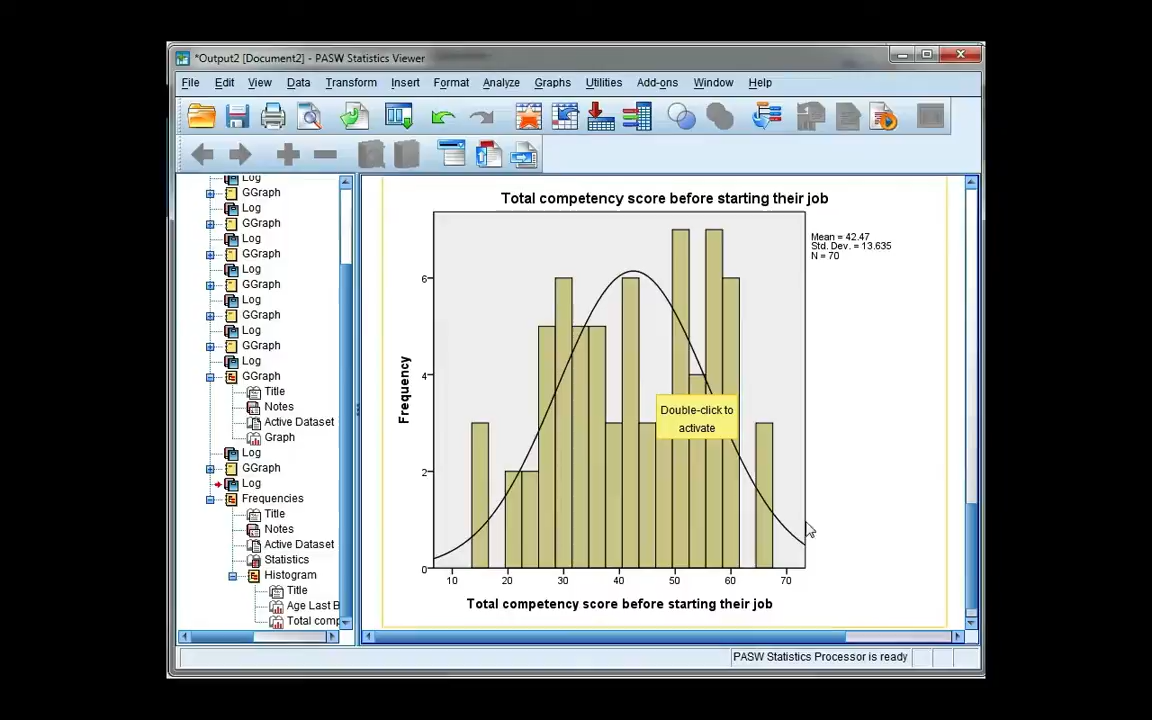 *Output2 [Document2] - PASW Statistics Viewer
File Edit View Data Transform Insert Format Analyze Graphs Utilities Add-ons Window Help
Log
GGraph
Log
GGraph
Log
GGraph
Log
GGraph
Log
GGraph
Log
GGraph
Log
GGraph
Title
Notes
Active Dataset
Graph
Log
GGraph
Log
Frequencies
Title
Notes
Active Dataset
Statistics
Histogram
Title
Age Last B
Total comp
Total competency score before starting their job
Mean = 42.47
Std. Dev. = 13.635
N = 70
Frequency
6
4
2
0
Double-click to
activate
10 20 30 40 50 60 70
Total competency score before starting their job
PASW Statistics Processor is ready